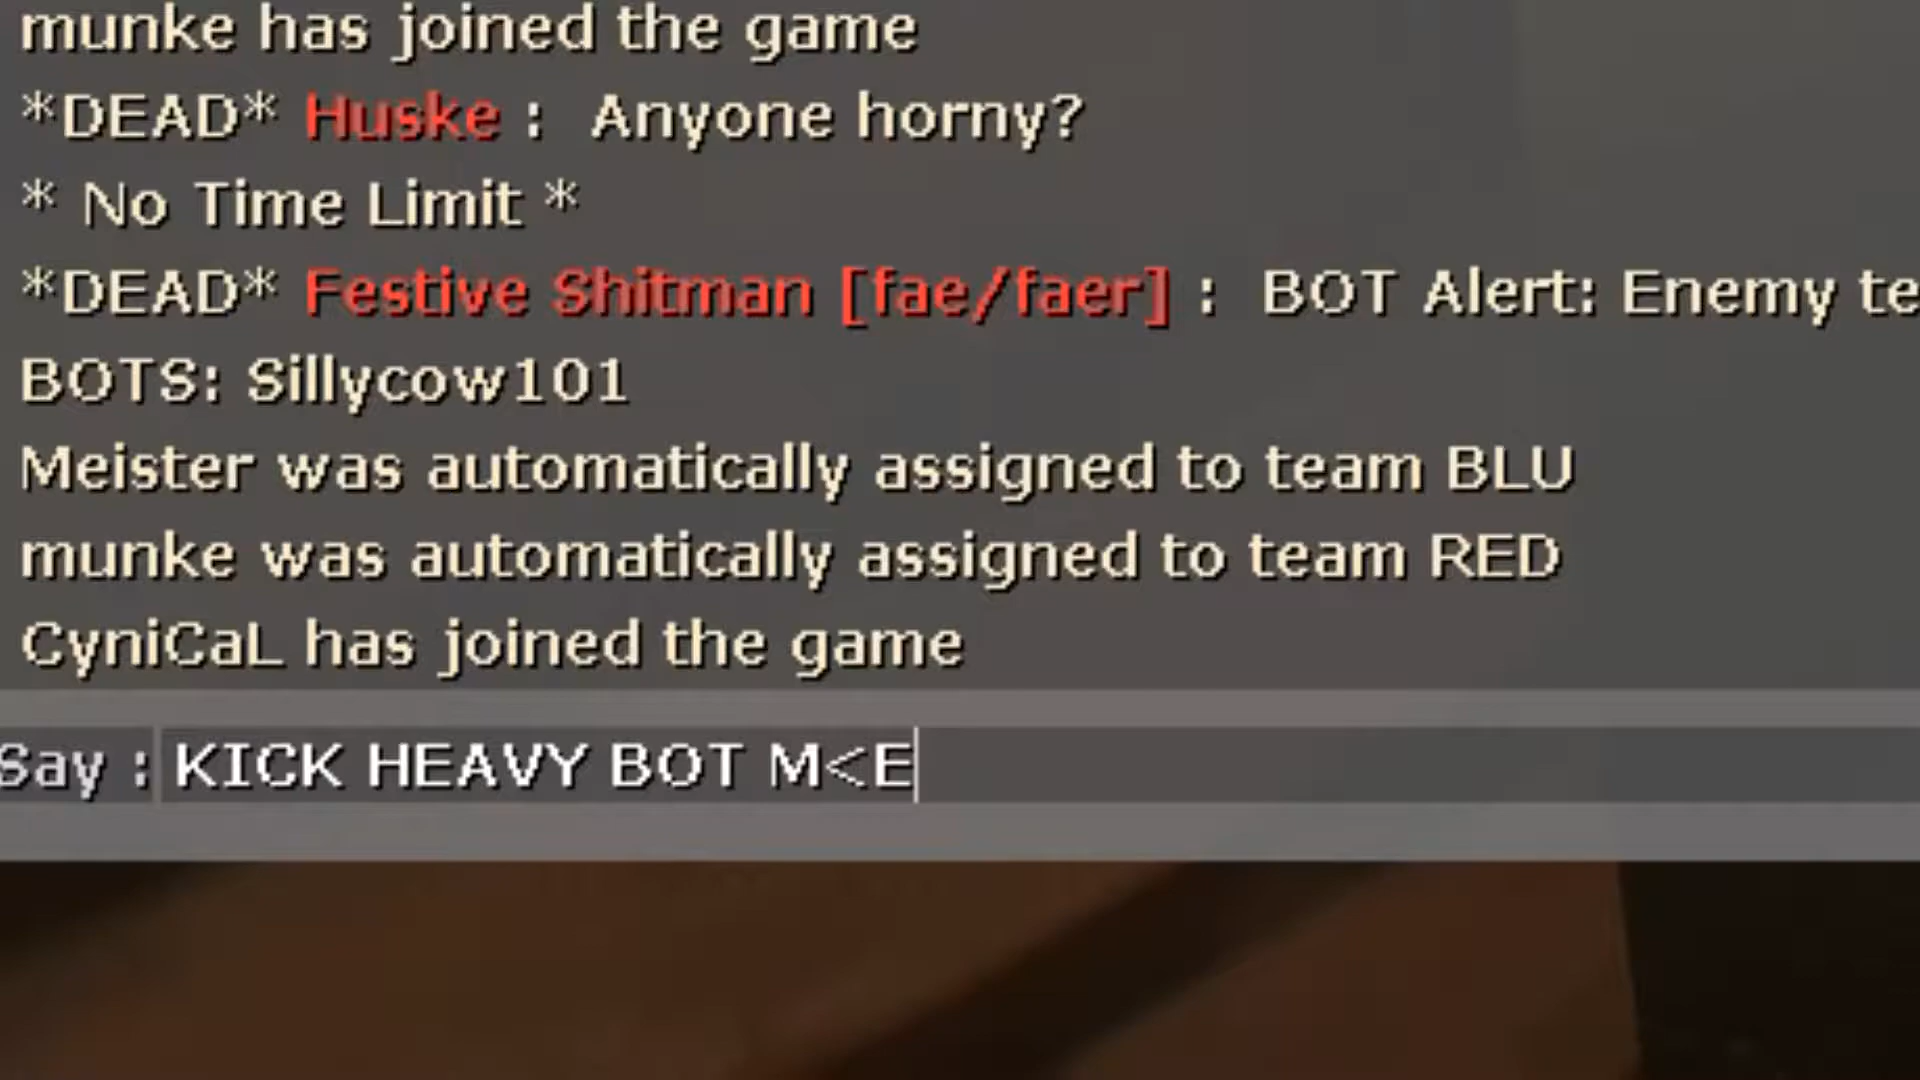 munke has joined the game
*DEAD* Huske :  Anyone horny?
* No Time Limit *
*DEAD* Festive Shitman [fae/faer] :  BOT Alert: Enemy te
BOTS: Sillycow101
Meister was automatically assigned to team BLU
munke was automatically assigned to team RED
CyniCaL has joined the game
Say : KICK HEAVY BOT M<E